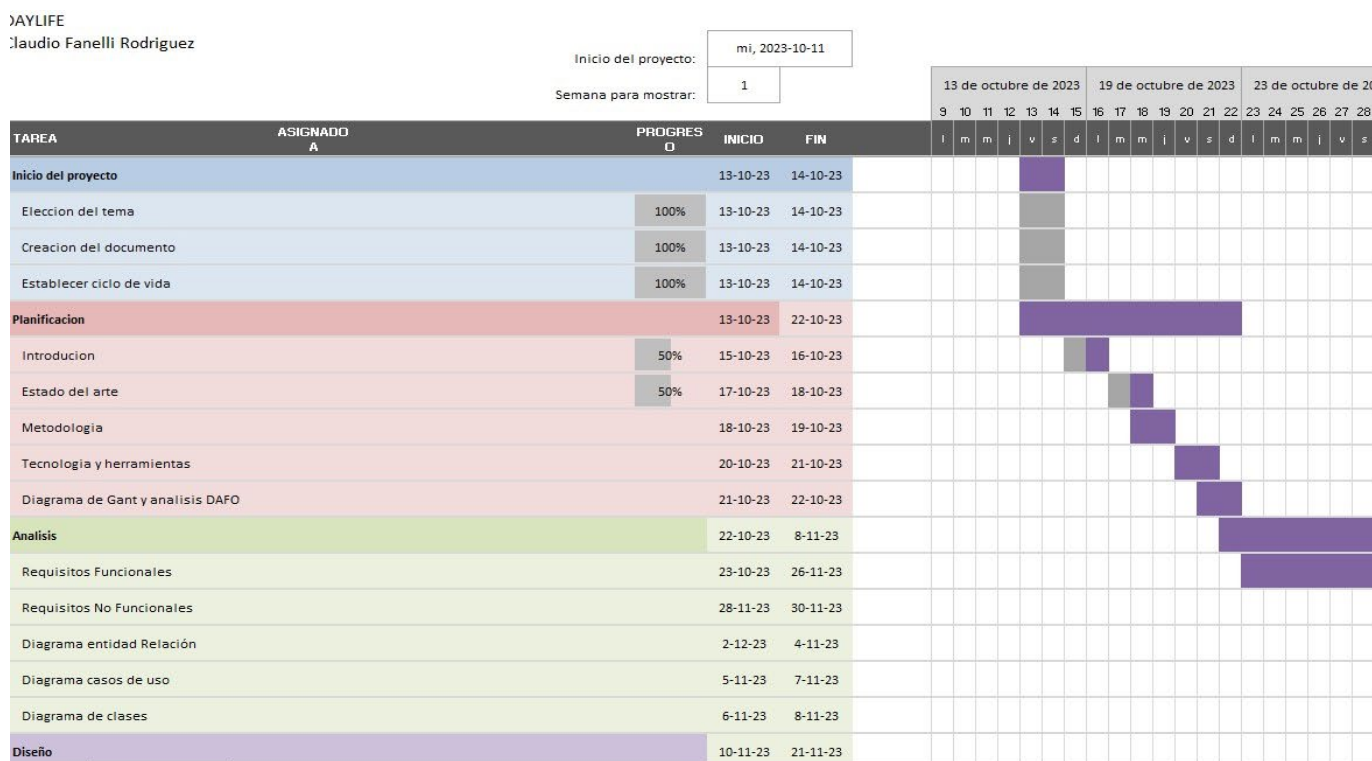 DAYLIFE
Claudio Fanelli Rodriguez
Inicio del proyecto: mi, 2023-10-11
Semana para mostrar: 1
13 de octubre de 2023 19 de octubre de 2023 23 de octubre de 20
9 10 11 12 13 14 15 16 17 18 19 20 21 22 23 24 25 26 27 28
TAREA ASIGNADO A PROGRESO INICIO FIN l m m j v s d l m m j v s d l m m j v s
Inicio del proyecto 13-10-23 14-10-23
Eleccion del tema 100% 13-10-23 14-10-23
Creacion del documento 100% 13-10-23 14-10-23
Establecer ciclo de vida 100% 13-10-23 14-10-23
Planificacion 13-10-23 22-10-23
Introducion 50% 15-10-23 16-10-23
Estado del arte 50% 17-10-23 18-10-23
Metodologia 18-10-23 19-10-23
Tecnologia y herramientas 20-10-23 21-10-23
Diagrama de Gant y analisis DAFO 21-10-23 22-10-23
Analisis 22-10-23 8-11-23
Requisitos Funcionales 23-10-23 26-11-23
Requisitos No Funcionales 28-11-23 30-11-23
Diagrama entidad Relación 2-12-23 4-11-23
Diagrama casos de uso 5-11-23 7-11-23
Diagrama de clases 6-11-23 8-11-23
Diseño 10-11-23 21-11-23